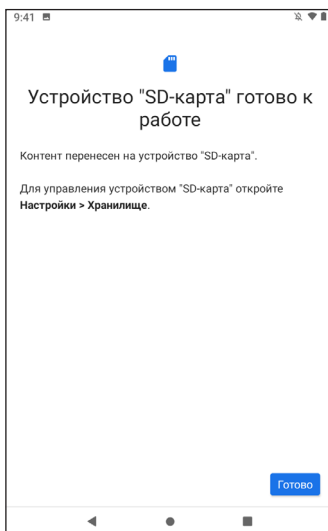 9:41
Устройство "SD-карта" готово к
работе
Контент перенесен на устройство "SD-карта".
Для управления устройством "SD-карта" откройте
Настройки > Хранилище.
Готово